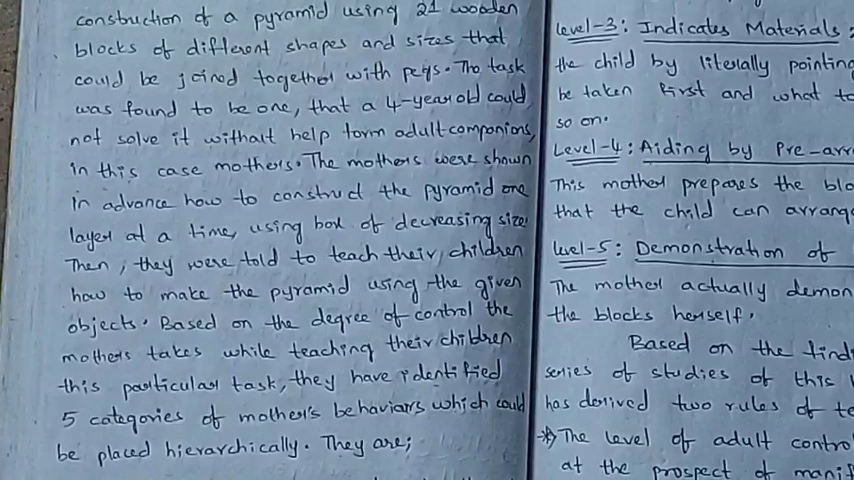 construction of a pyramid using 21 wooden
blocks of different shapes and sizes that
could be joined together with pegs. The task
was found to be one, that a 4-year old could
not solve it without help form adult companions,
in this case mothers. The mothers were shown
in advance how to construct the pyramid one
layer at a time, using box of decreasing size.
Then, they were told to teach their children
how to make the pyramid using the given
objects. Based on the degree of control the
mothers takes while teaching their children
this particular task, they have identified
5 categories of mother's behaviours which could
be placed hierarchically. They are;
Level-3: Indicates Materials:
the child by literally pointing
be taken First and what to
so on.
Level-4: Aiding by Pre-arr
This mother prepares the blo
that the child can arrang
level-5: Demonstration of
The mother actually demon
the blocks herself.
Based on the find
series of studies of this
has derived two rules of te
The level of adult contro
at the prospect of manif